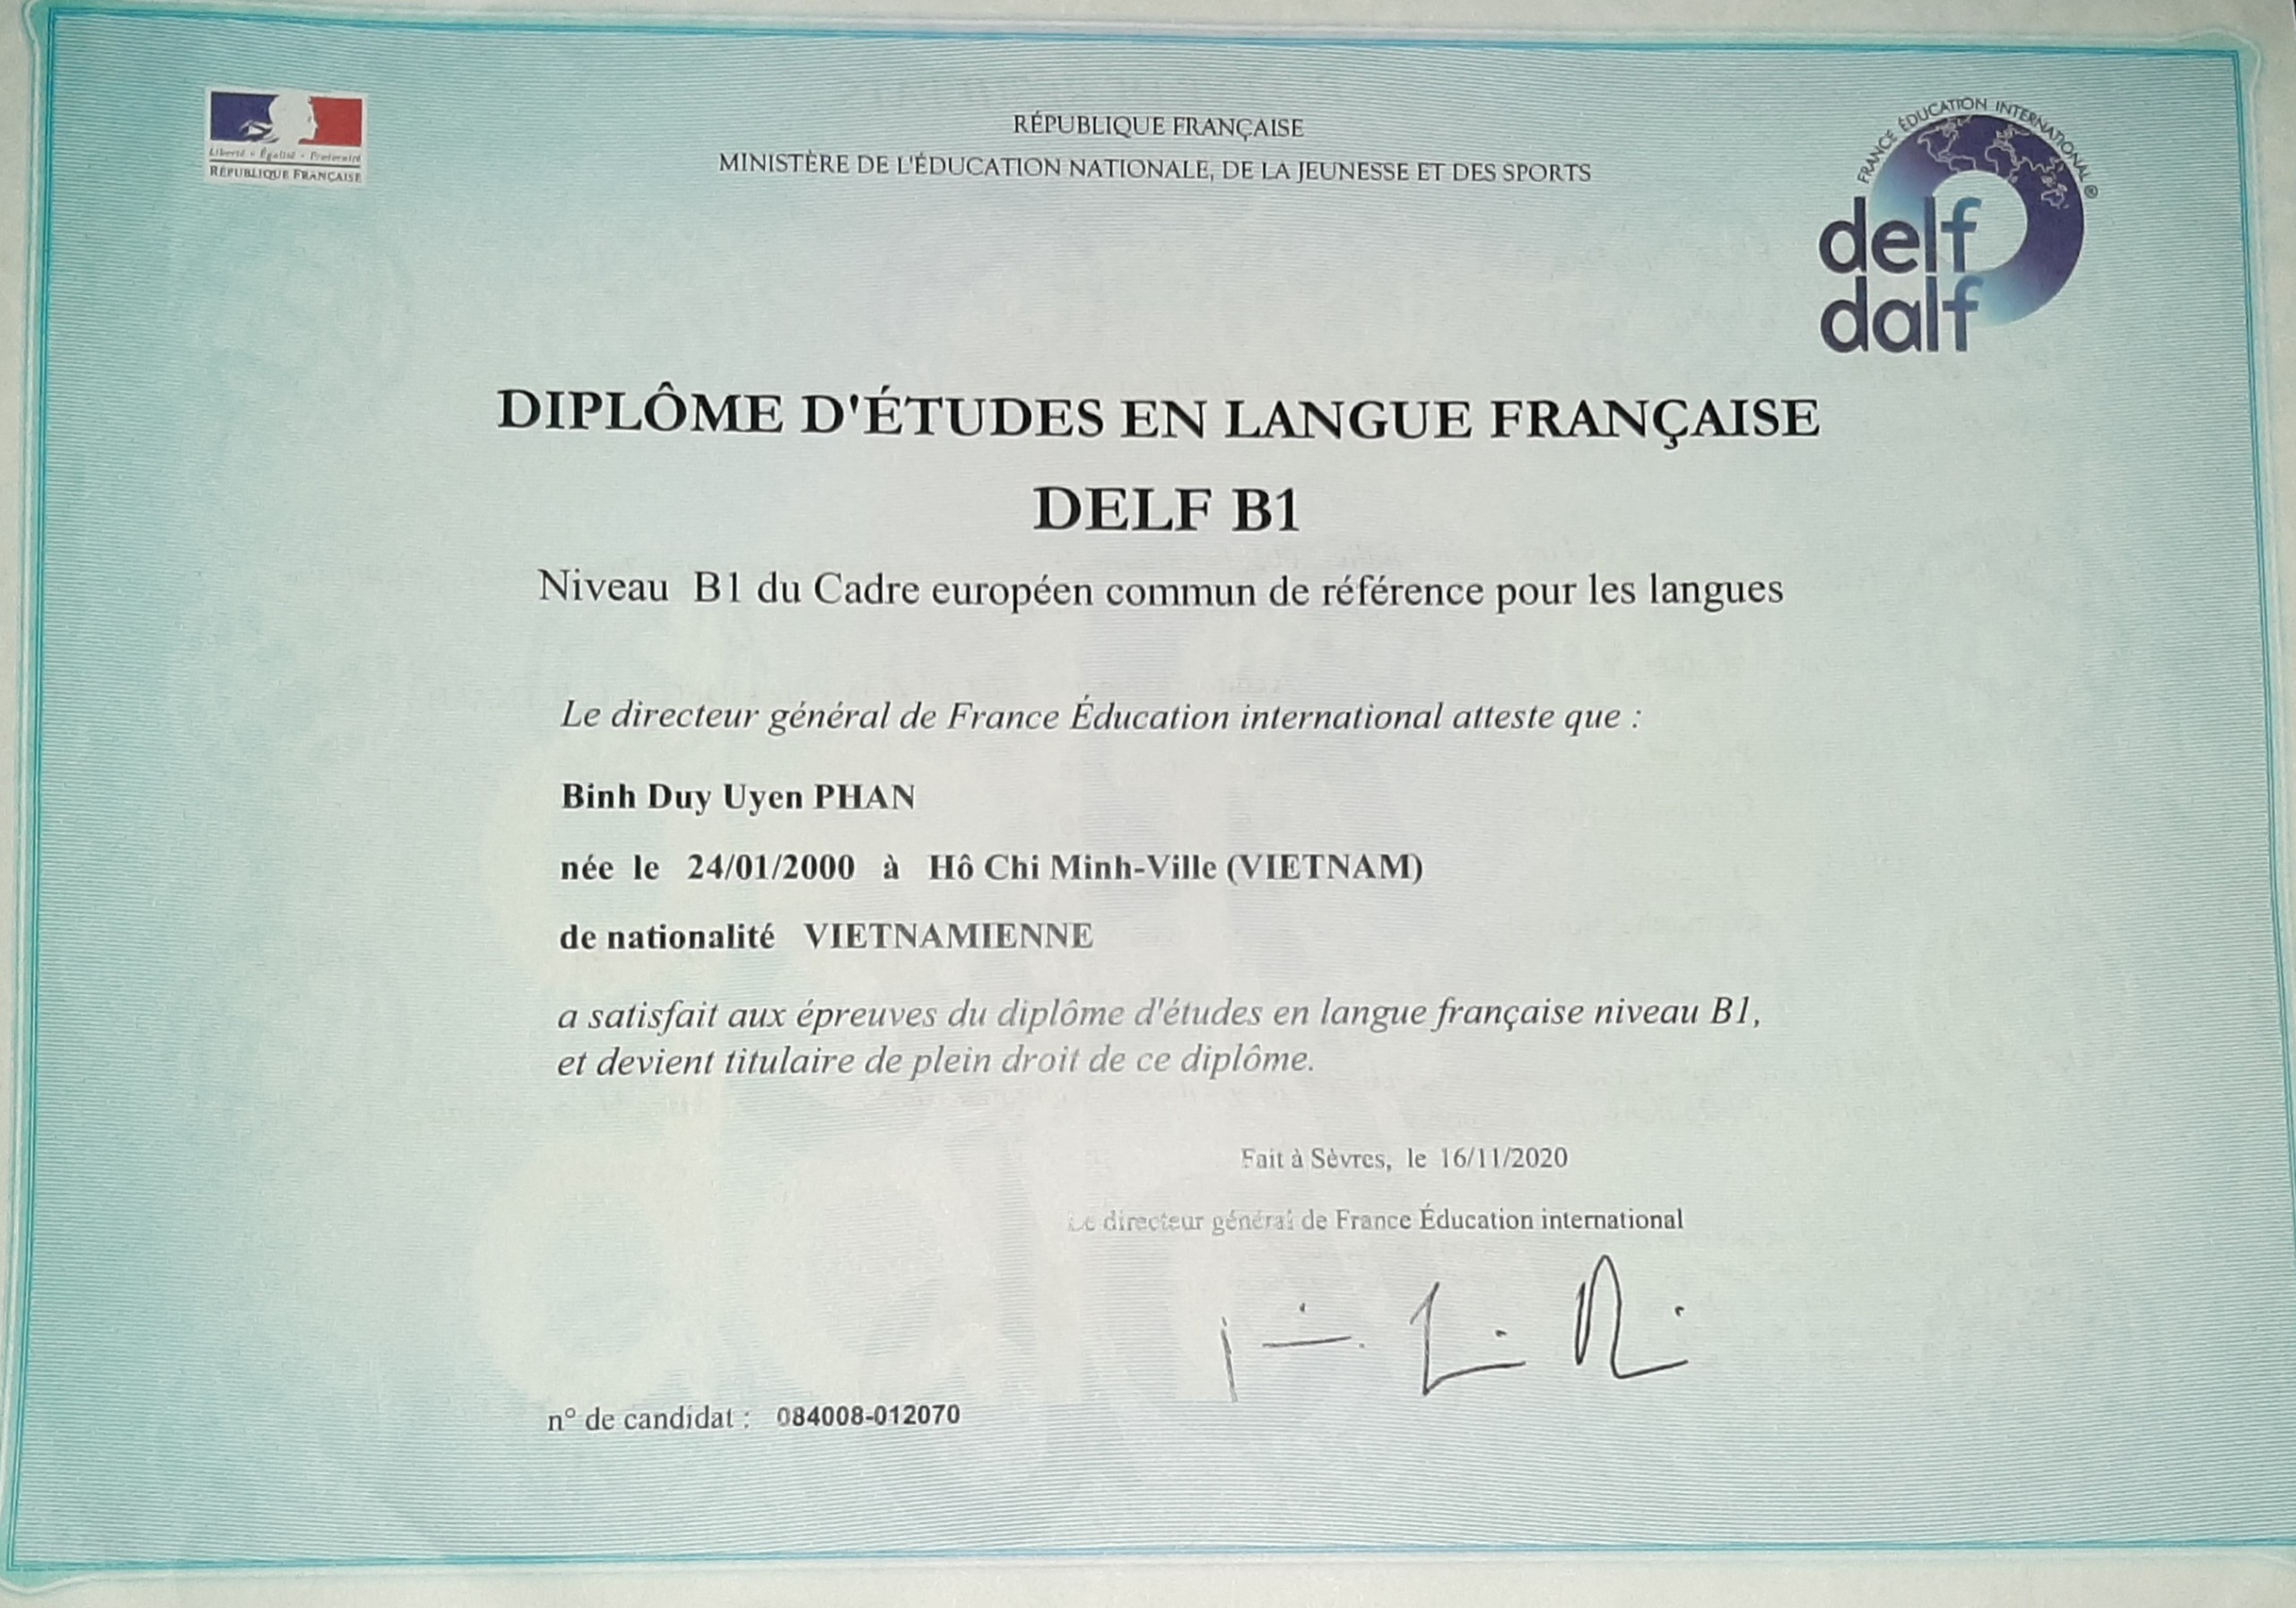 Liberté • Égalité • Fraternité
RÉPUBLIQUE FRANÇAISE
RÉPUBLIQUE FRANÇAISE
MINISTÈRE DE L'ÉDUCATION NATIONALE, DE LA JEUNESSE ET DES SPORTS
FRANCE ÉDUCATION INTERNATIONAL ®
delf
dalf
DIPLÔME D'ÉTUDES EN LANGUE FRANÇAISE
DELF B1
Niveau B1 du Cadre européen commun de référence pour les langues
Le directeur général de France Éducation international atteste que :
Binh Duy Uyen PHAN
née le 24/01/2000 à Hô Chi Minh-Ville (VIETNAM)
de nationalité VIETNAMIENNE
a satisfait aux épreuves du diplôme d'études en langue française niveau B1,
et devient titulaire de plein droit de ce diplôme.
Fait à Sèvres, le 16/11/2020
Le directeur général de France Éducation international
n° de candidat : 084008-012070